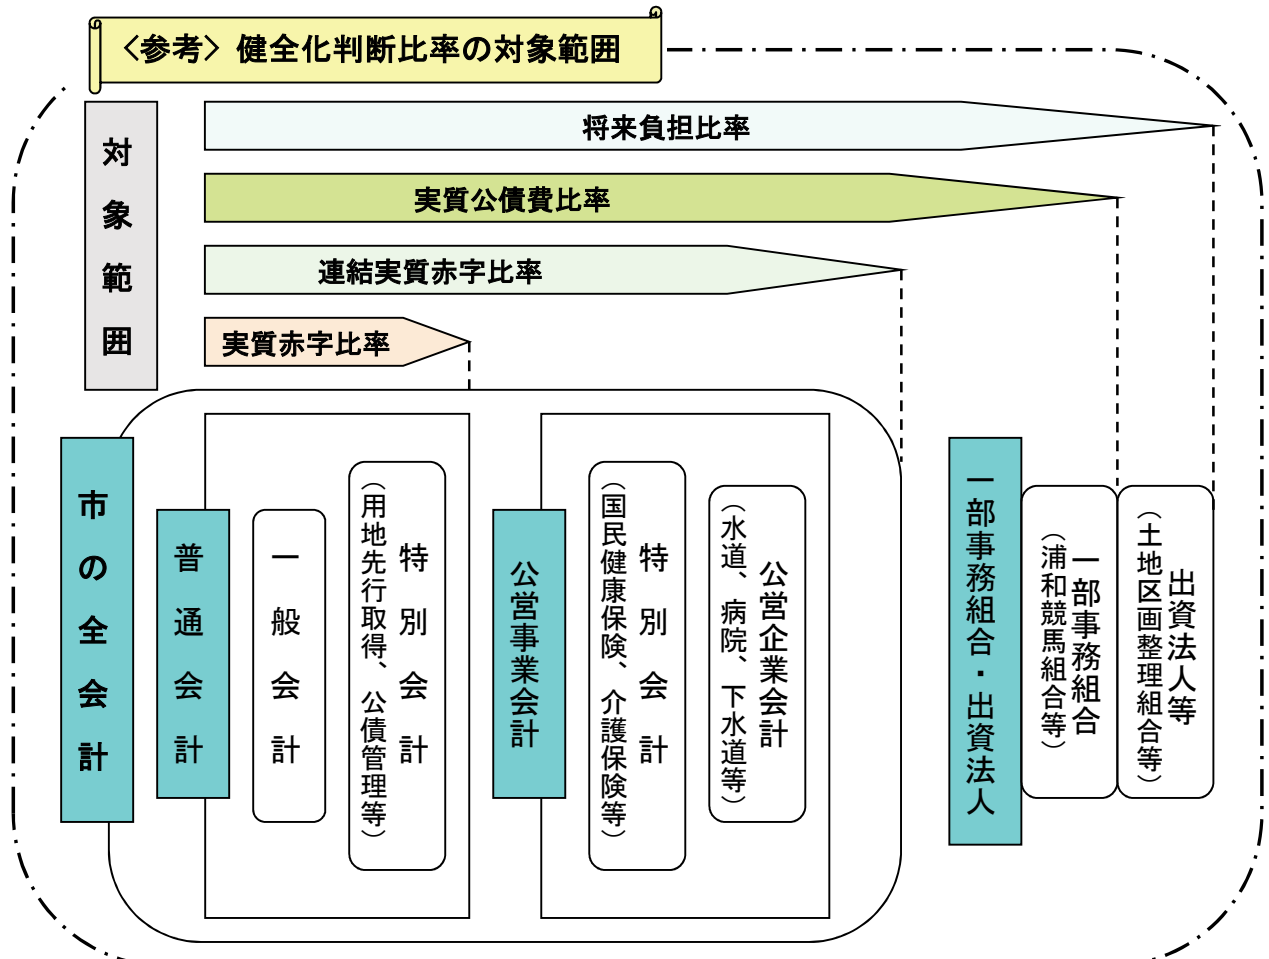 〈参考〉健全化判断比率の対象範囲
対象範囲
将来負担比率
実質公債費比率
連結実質赤字比率
実質赤字比率
市の全会計
普通会計
一般会計
特別会計
（用地先行取得、公債管理等）
公営事業会計
特別会計
（国民健康保険、介護保険等）
公営企業会計
（水道、病院、下水道等）
一部事務組合・出資法人
一部事務組合
（浦和競馬組合等）
出資法人等
（土地区画整理組合等）